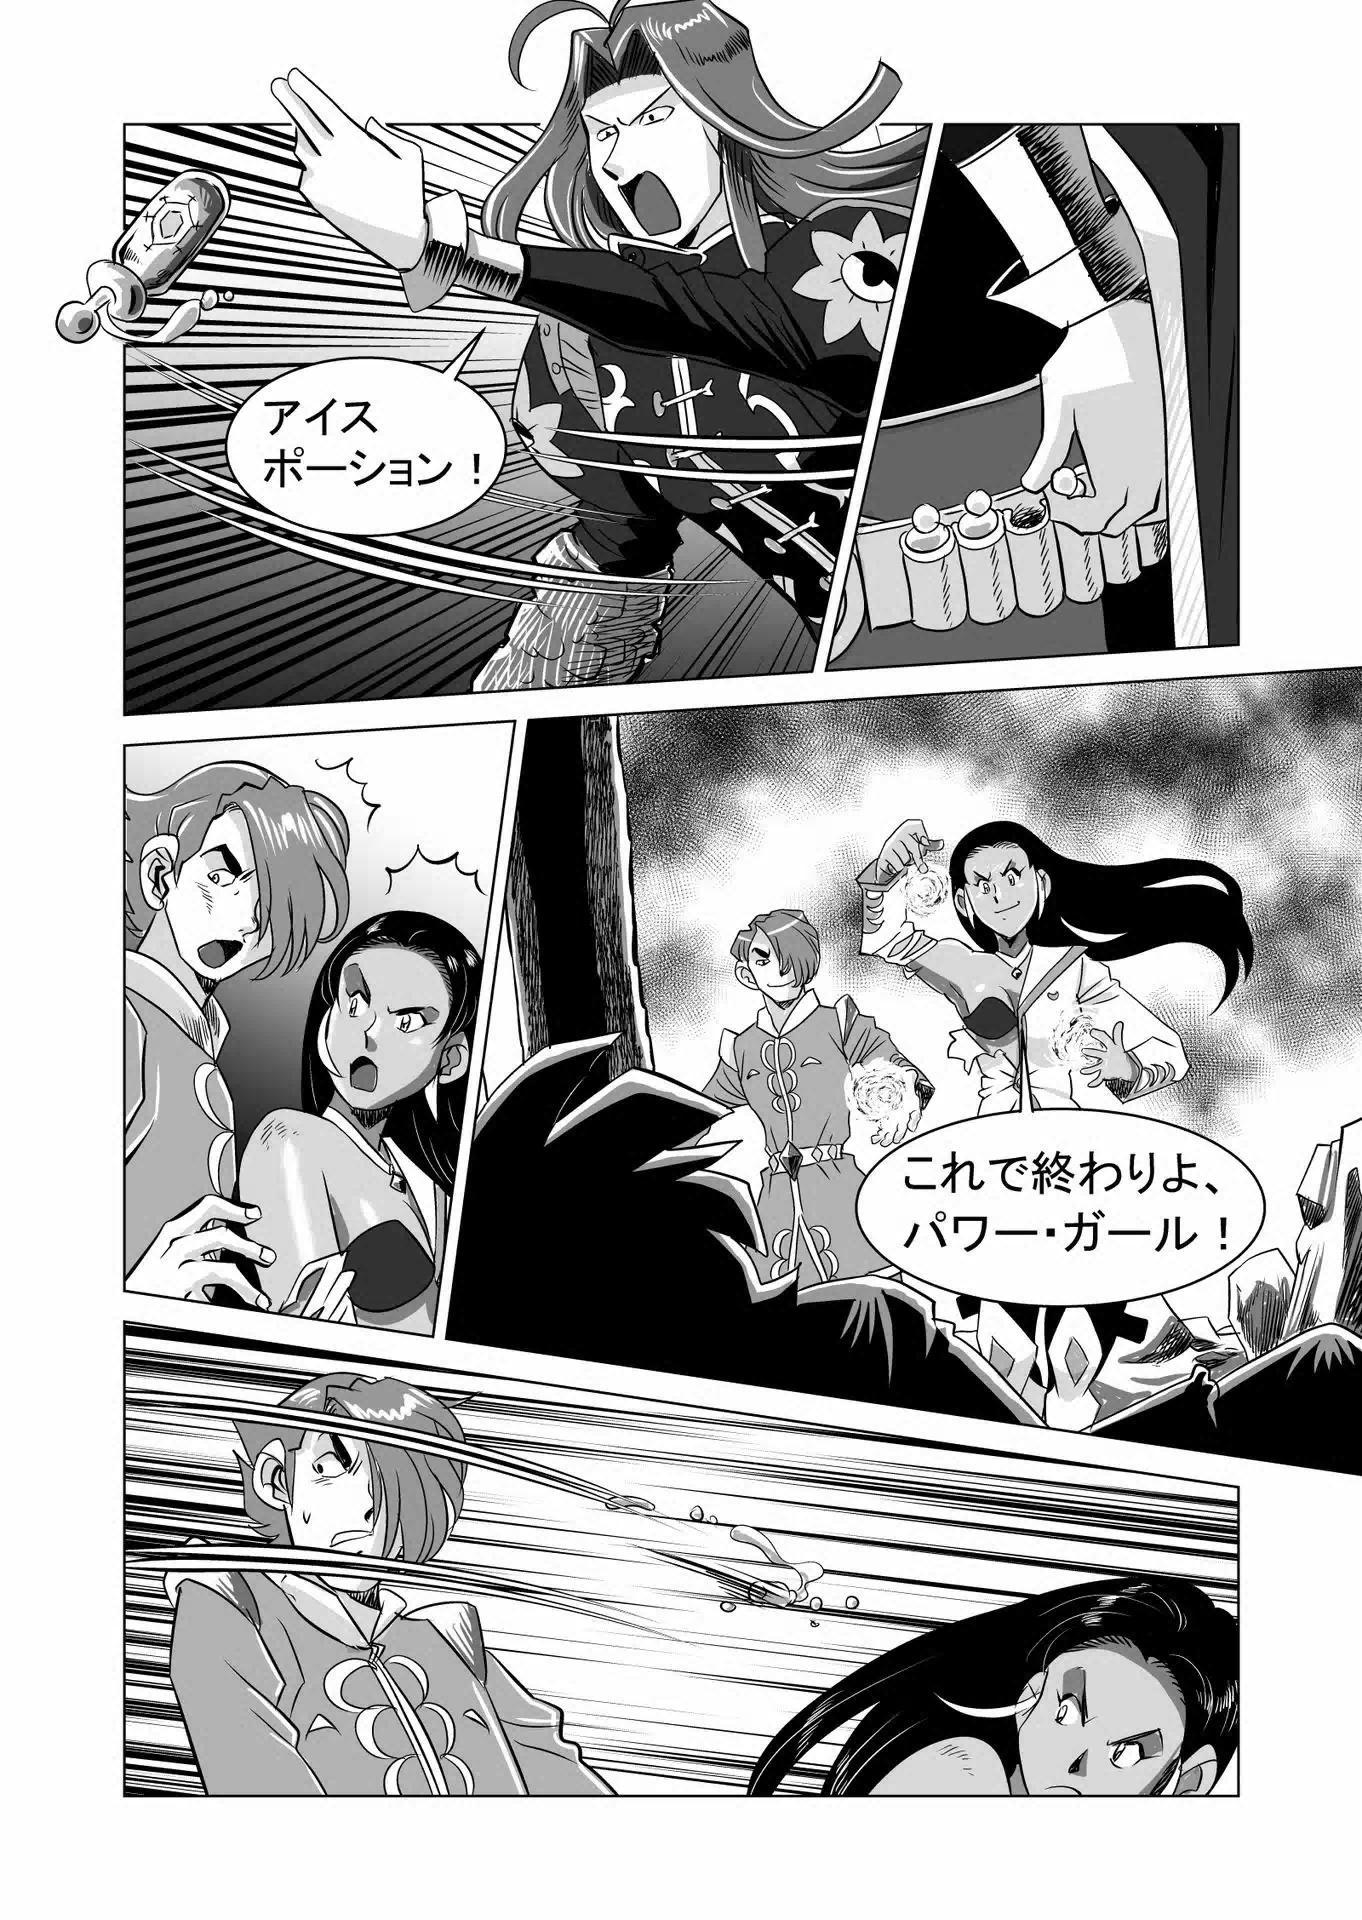 アイス
ポーション！
これで終わりよ、
パワー・ガール！